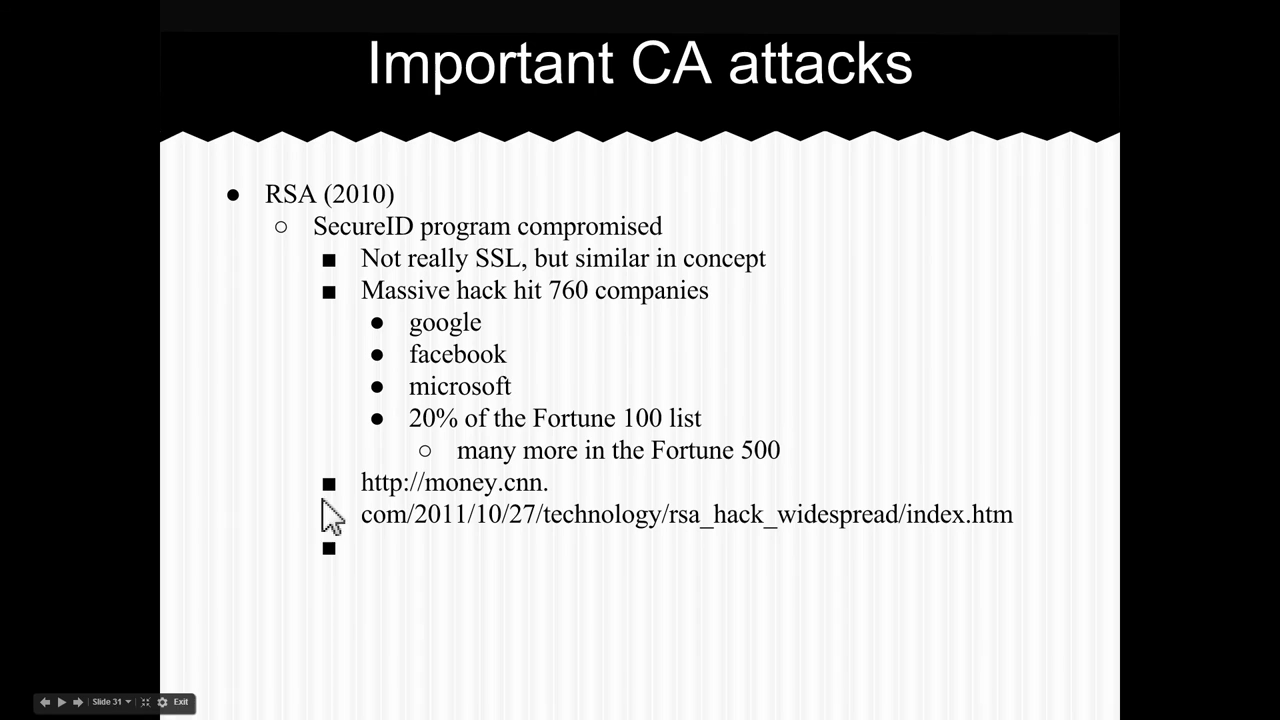 Important CA attacks
● RSA (2010)
○ SecureID program compromised
■ Not really SSL, but similar in concept
■ Massive hack hit 760 companies
● google
● facebook
● microsoft
● 20% of the Fortune 100 list
○ many more in the Fortune 500
■ http://money.cnn.
com/2011/10/27/technology/rsa_hack_widespread/index.htm
■
Slide 31 Exit